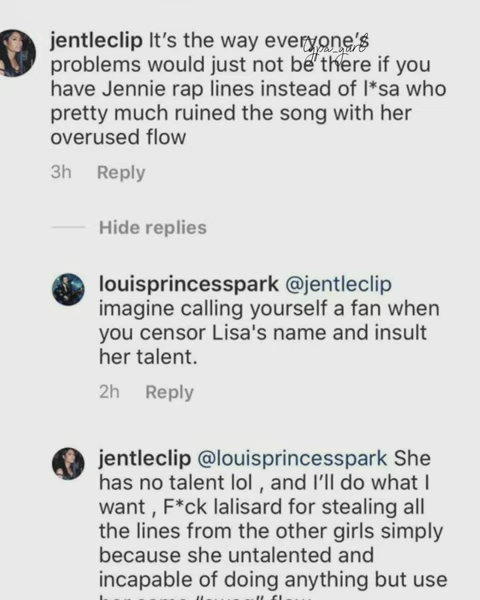 jentleclip It's the way everyone's
problems would just not be there if you
have Jennie rap lines instead of l*sa who
pretty much ruined the song with her
overused flow
3h Reply
Hide replies
louisprincesspark @jentleclip
imagine calling yourself a fan when
you censor Lisa's name and insult
her talent.
2h Reply
jentleclip @louisprincesspark She
has no talent lol , and I'll do what I
want , F*ck lalisard for stealing all
the lines from the other girls simply
because she untalented and
incapable of doing anything but use